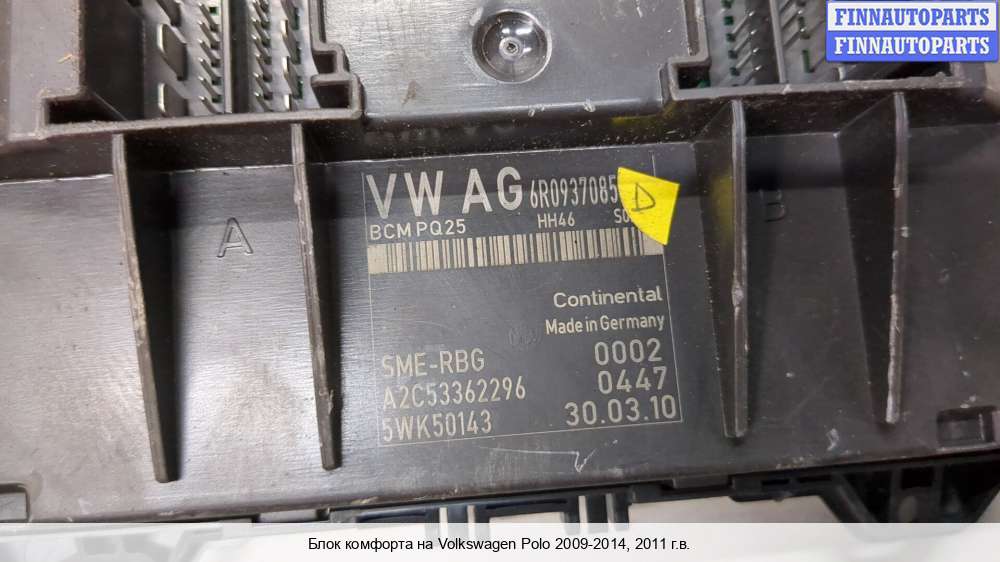 FINNAUTOPARTS
FINNAUTOPARTS
VW AG 6R0937085
D
BCM PQ25 HH46
A
B
Continental
Made in Germany
SME-RBG 0002
A2C53362296 0447
5WK50143 30.03.10
Блок комфорта на Volkswagen Polo 2009-2014, 2011 г.в.